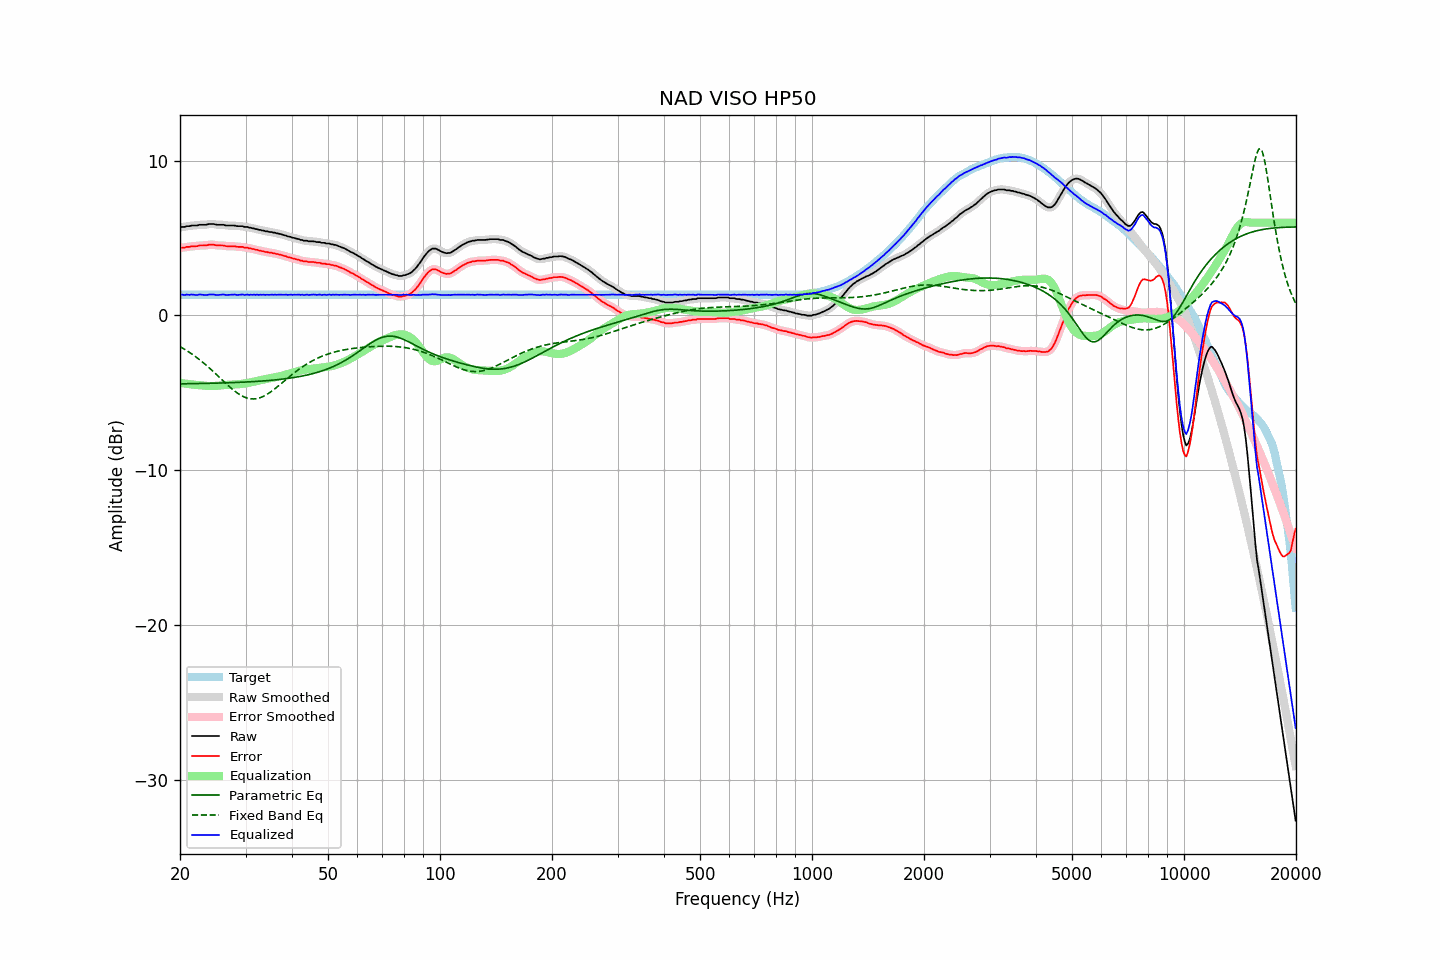 NAD VISO HP50
10
0
−10
−20
−30
Amplitude (dBr)
Target
Raw Smoothed
Error Smoothed
Raw
Error
Equalization
Parametric Eq
Fixed Band Eq
Equalized
20 50 100 200 500 1000 2000 5000 10000 20000
Frequency (Hz)